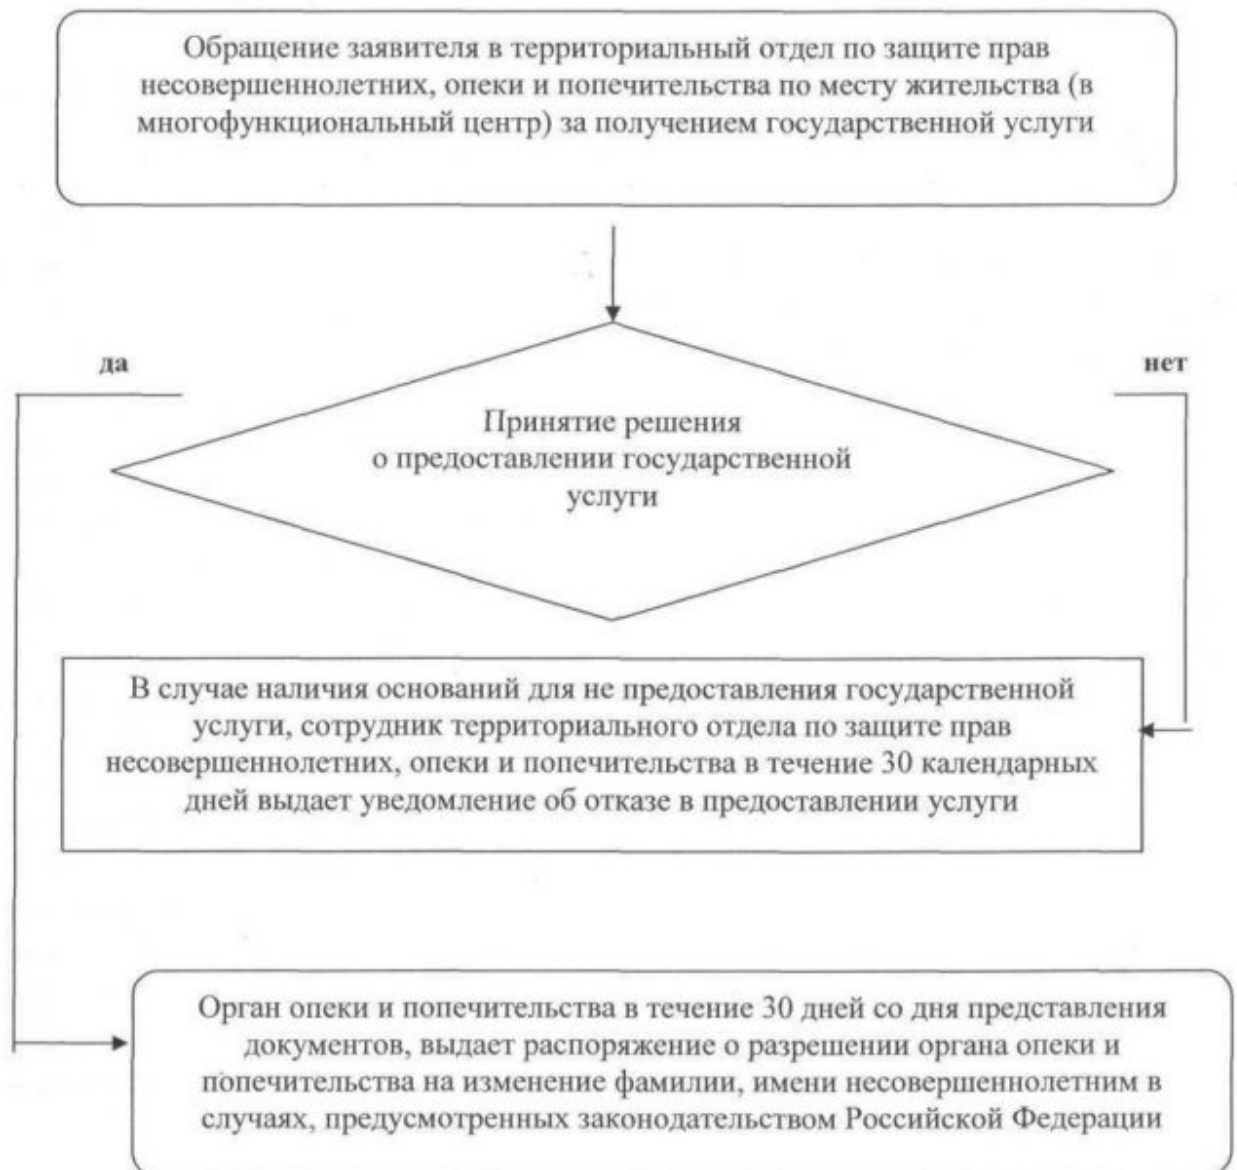 Обращение заявителя в территориальный отдел по защите прав
несовершеннолетних, опеки и попечительства по месту жительства (в
многофункциональный центр) за получением государственной услуги
да
нет
Принятие решения
о предоставлении государственной
услуги
В случае наличия оснований для не предоставления государственной
услуги, сотрудник территориального отдела по защите прав
несовершеннолетних, опеки и попечительства в течение 30 календарных
дней выдает уведомление об отказе в предоставлении услуги
Орган опеки и попечительства в течение 30 дней со дня представления
документов, выдает распоряжение о разрешении органа опеки и
попечительства на изменение фамилии, имени несовершеннолетним в
случаях, предусмотренных законодательством Российской Федерации